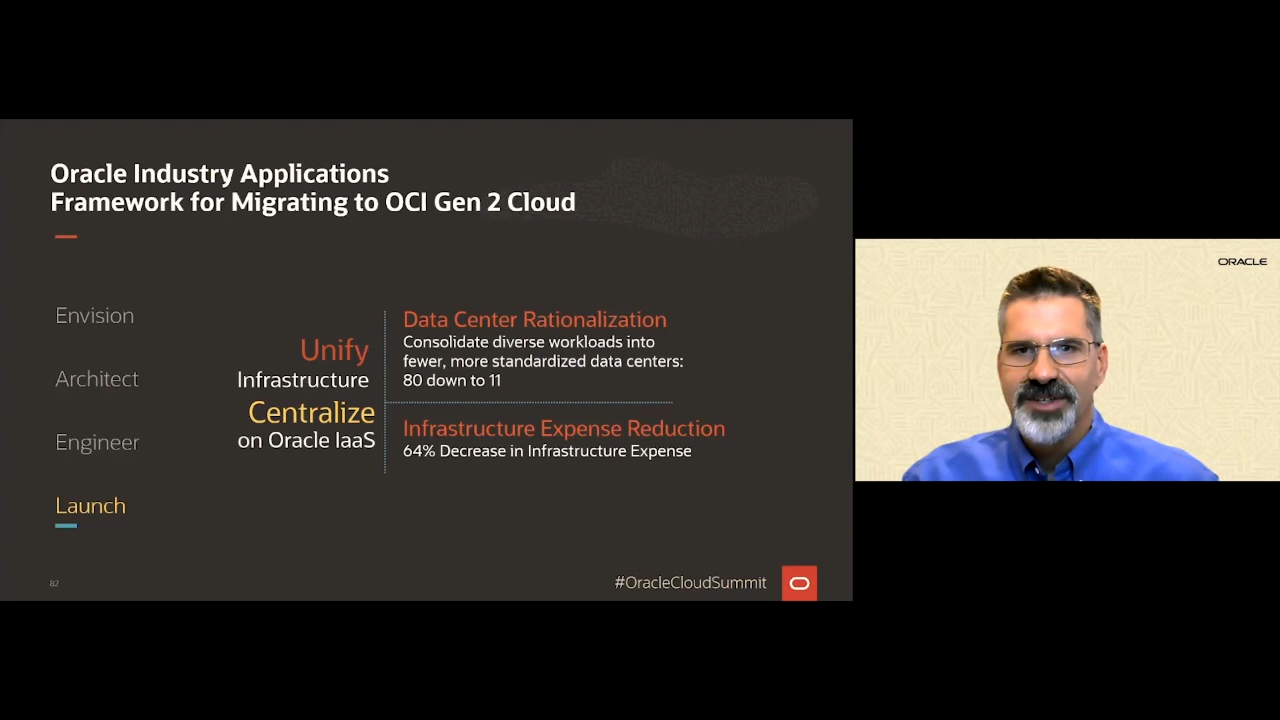 Oracle Industry Applications
Framework for Migrating to OCI Gen 2 Cloud
Envision
Architect
Engineer
Launch
Unify
Infrastructure
Centralize
on Oracle IaaS
Data Center Rationalization
Consolidate diverse workloads into
fewer, more standardized data centers:
80 down to 11
Infrastructure Expense Reduction
64% Decrease in Infrastructure Expense
82
#OracleCloudSummit
ORACLE